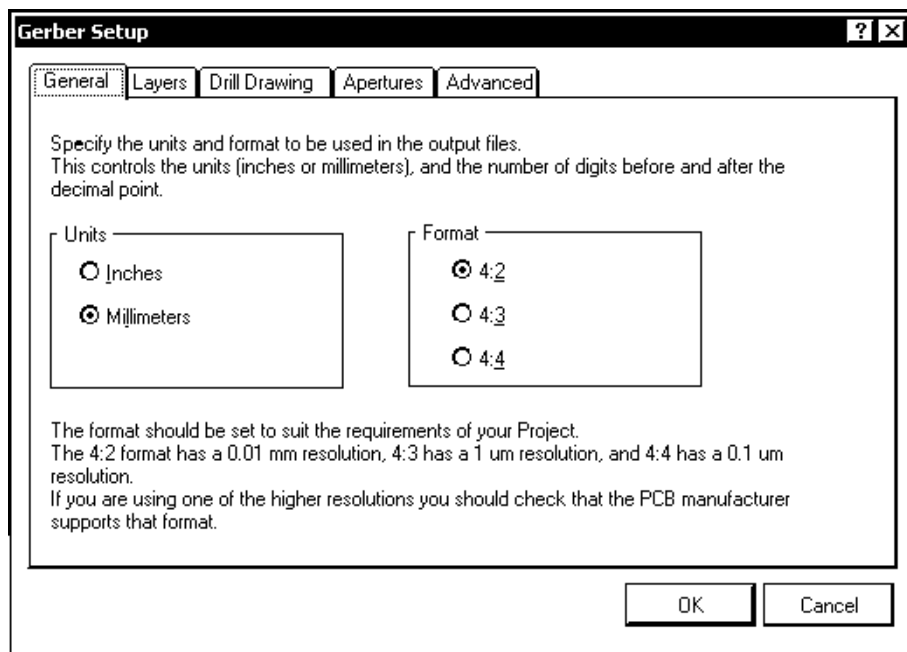 Gerber Setup
General Layers Drill Drawing Apertures Advanced
Specify the units and format to be used in the output files.
This controls the units (inches or millimeters), and the number of digits before and after the
decimal point.
Units
Inches
Millimeters
Format
4:2
4:3
4:4
The format should be set to suit the requirements of your Project.
The 4:2 format has a 0.01 mm resolution, 4:3 has a 1 um resolution, and 4:4 has a 0.1 um
resolution.
If you are using one of the higher resolutions you should check that the PCB manufacturer
supports that format.
OK Cancel